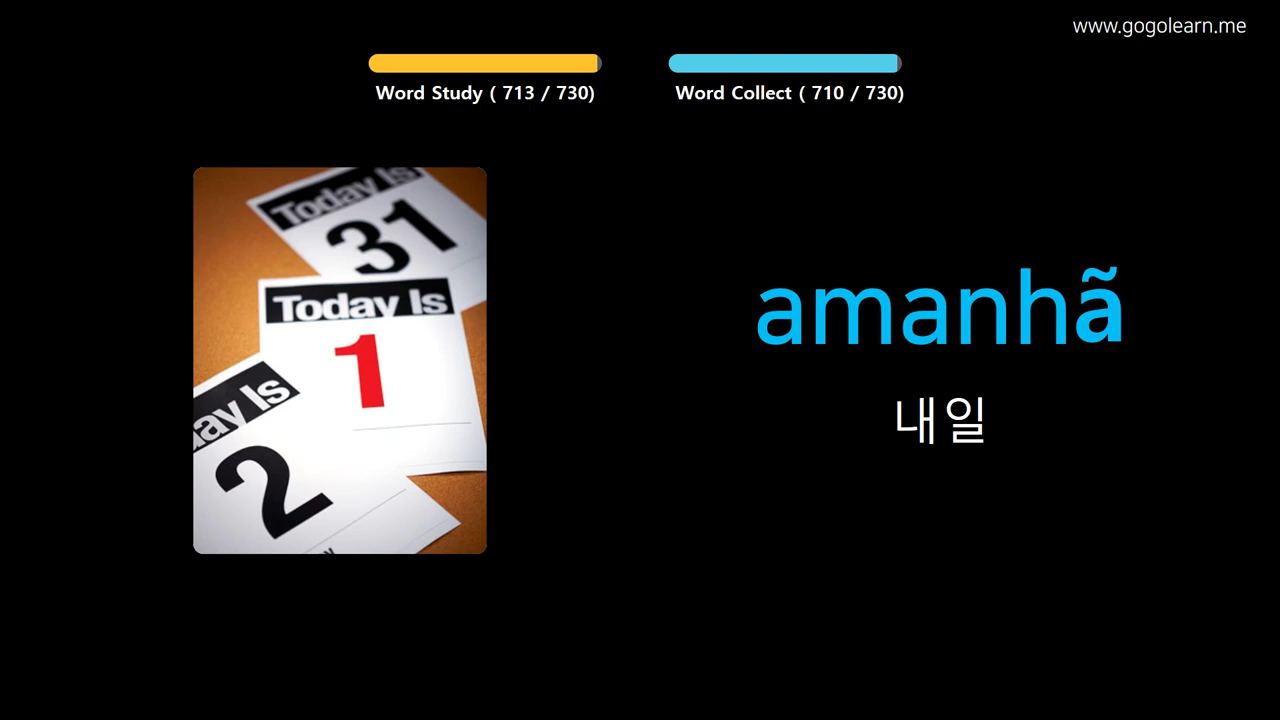 www.gogolearn.me
Word Study ( 713 / 730)
Word Collect ( 710 / 730)
Today Is
31
Today Is
1
ay Is
2
amanhã
내일